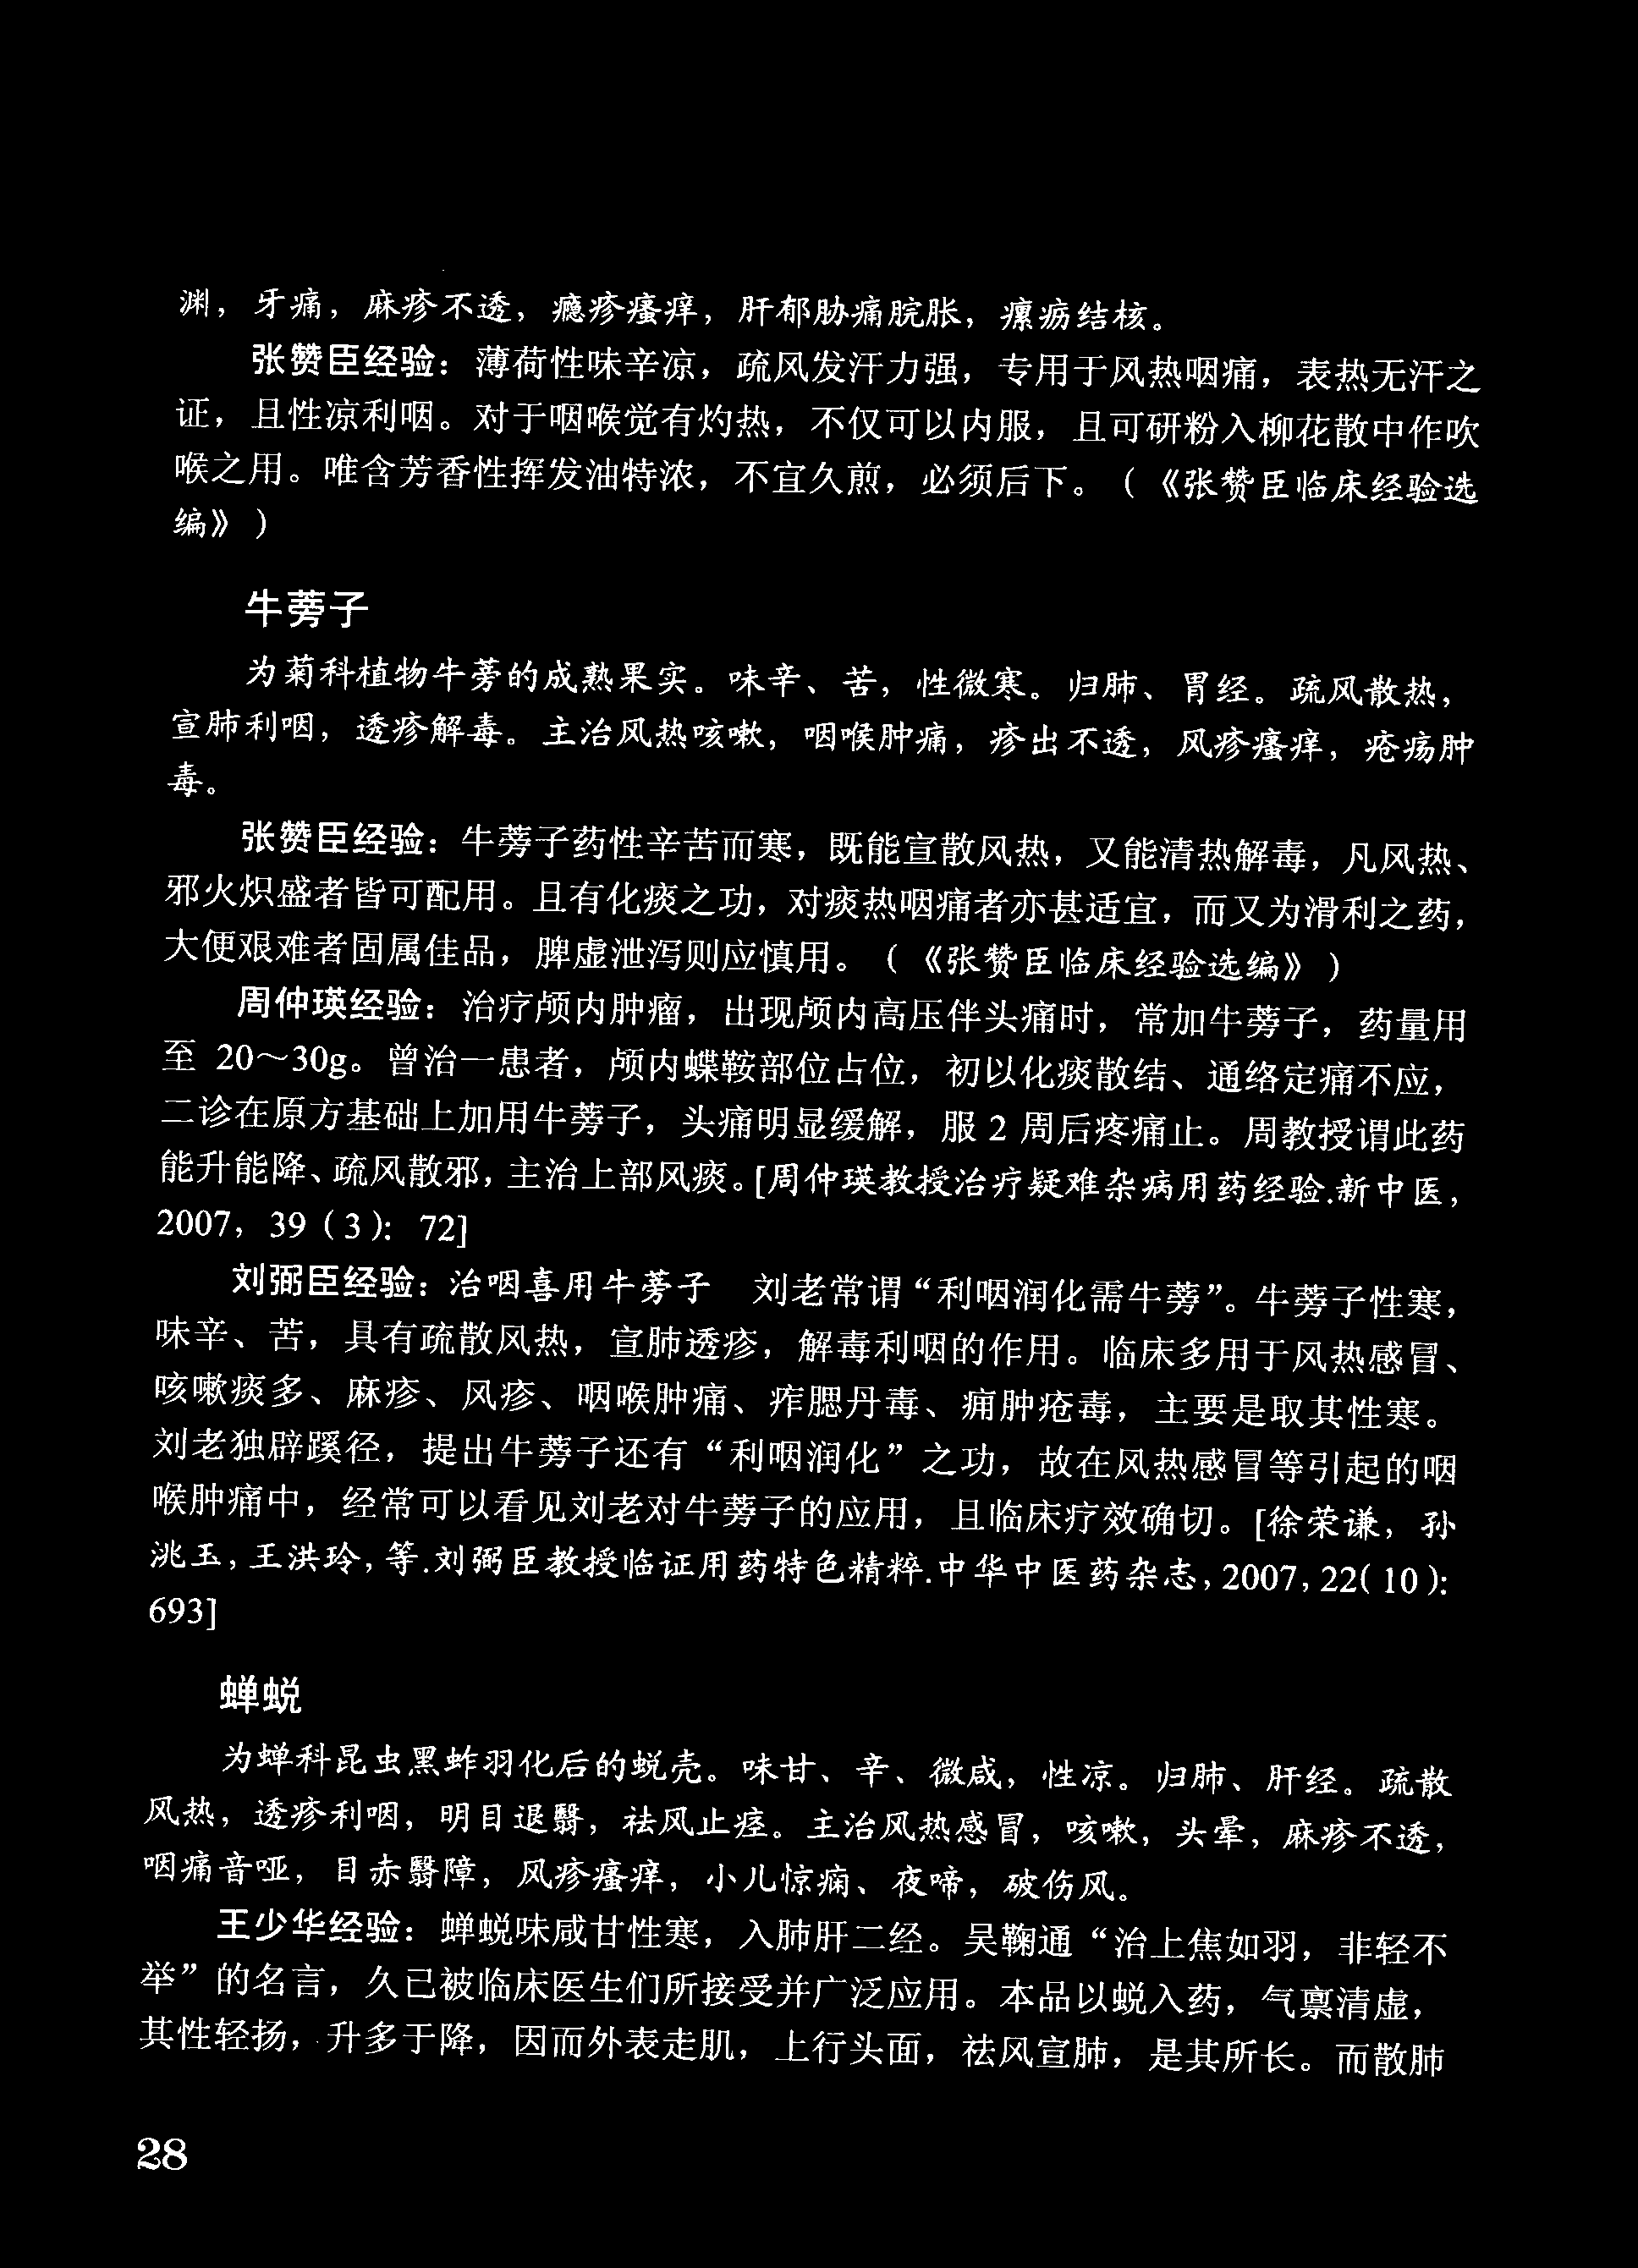 渊，牙痛，麻疹不透，瘾疹瘙痒，肝郁胁痛脘胀，瘰疬结核。
张赞臣经验：薄荷性味辛凉，疏风发汗力强，专用于风热咽痛，表热无汗之
证，且性凉利咽。对于咽喉觉有灼热，不仅可以内服，且可研粉入柳花散中作吹
喉之用。唯含芳香性挥发油特浓，不宜久煎，必须后下。（《张赞臣临床经验选
编》）
牛蒡子
为菊科植物牛蒡的成熟果实。味辛、苦，性微寒。归肺、胃经。疏风散热，
宣肺利咽，透疹解毒。主治风热咳嗽，咽喉肿痛，疹出不透，风疹瘙痒，疮疡肿
毒。
张赞臣经验：牛蒡子药性辛苦而寒，既能宣散风热，又能清热解毒，凡风热、
邪火炽盛者皆可配用。且有化痰之功，对痰热咽痛者亦甚适宜，而又为滑利之药，
大便艰难者固属佳品，脾虚泄泻则应慎用。（《张赞臣临床经验选编》）
周仲瑛经验：治疗颅内肿瘤，出现颅内高压伴头痛时，常加牛蒡子，药量用
至 20～30g。曾治一患者，颅内蝶鞍部位占位，初以化痰散结、通络定痛不应，
二诊在原方基础上加用牛蒡子，头痛明显缓解，服 2 周后疼痛止。周教授谓此药
能升能降、疏风散邪，主治上部风痰。[周仲瑛教授治疗疑难杂病用药经验.新中医，
2007，39（3）：72]
刘弼臣经验：治咽喜用牛蒡子　刘老常谓“利咽润化需牛蒡”。牛蒡子性寒，
味辛、苦，具有疏散风热，宣肺透疹，解毒利咽的作用。临床多用于风热感冒、
咳嗽痰多、麻疹、风疹、咽喉肿痛、痄腮丹毒、痈肿疮毒，主要是取其性寒。
刘老独辟蹊径，提出牛蒡子还有“利咽润化”之功，故在风热感冒等引起的咽
喉肿痛中，经常可以看见刘老对牛蒡子的应用，且临床疗效确切。[徐荣谦，孙
洮玉，王洪玲，等.刘弼臣教授临证用药特色精粹.中华中医药杂志，2007，22（10）：
693]
蝉蜕
为蝉科昆虫黑蚱羽化后的蜕壳。味甘、辛、微咸，性凉。归肺、肝经。疏散
风热，透疹利咽，明目退翳，祛风止痉。主治风热感冒，咳嗽，头晕，麻疹不透，
咽痛音哑，目赤翳障，风疹瘙痒，小儿惊痫、夜啼，破伤风。
王少华经验：蝉蜕味咸甘性寒，入肺肝二经。吴鞠通“治上焦如羽，非轻不
举”的名言，久已被临床医生们所接受并广泛应用。本品以蜕入药，气禀清虚，
其性轻扬，升多于降，因而外表走肌，上行头面，祛风宣肺，是其所长。而散肺
28